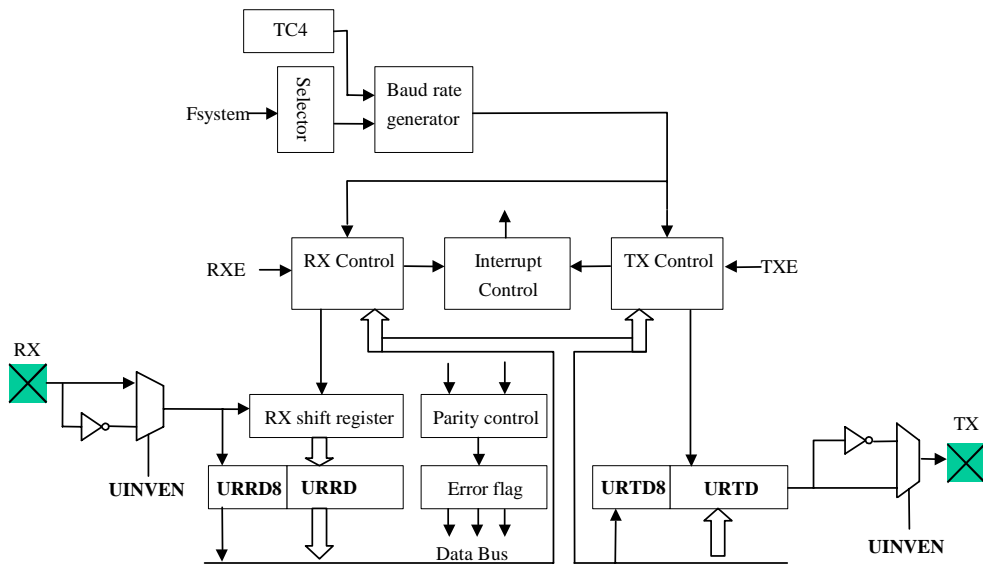 TC4
Fsystem
Selector
Baud rate
generator
RXE
RX Control
Interrupt
Control
TX Control
TXE
RX
RX shift register
Parity control
TX
UINVEN
URRD8
URRD
Error flag
URTD8
URTD
UINVEN
Data Bus